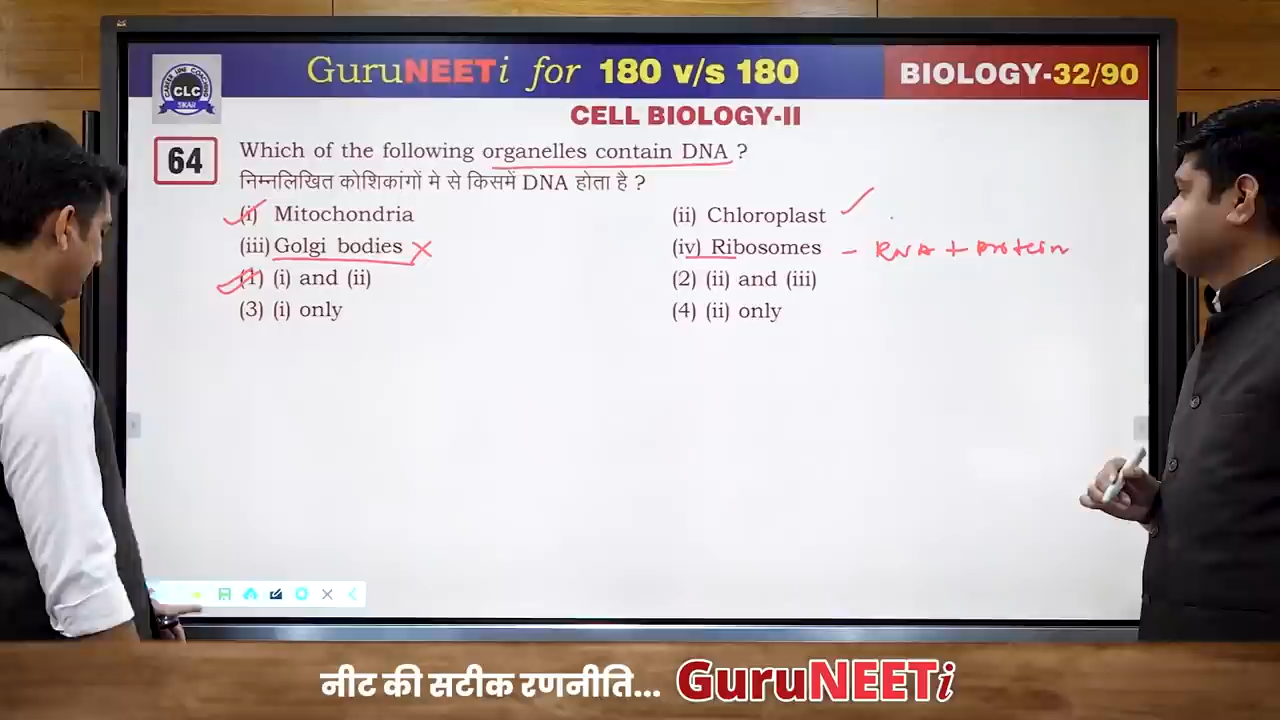 GuruNEETi for 180 v/s 180
BIOLOGY-32/90
CLC
SIKAR
CELL BIOLOGY-II
64
Which of the following organelles contain DNA ?
निम्नलिखित कोशिकांगों मे से किसमें DNA होता है ?
(i) Mitochondria
(ii) Chloroplast
(iii) Golgi bodies
(iv) Ribosomes - RNA + Protein
(1) (i) and (ii)
(2) (ii) and (iii)
(3) (i) only
(4) (ii) only
नीट की सटीक रणनीति... GuruNEETi